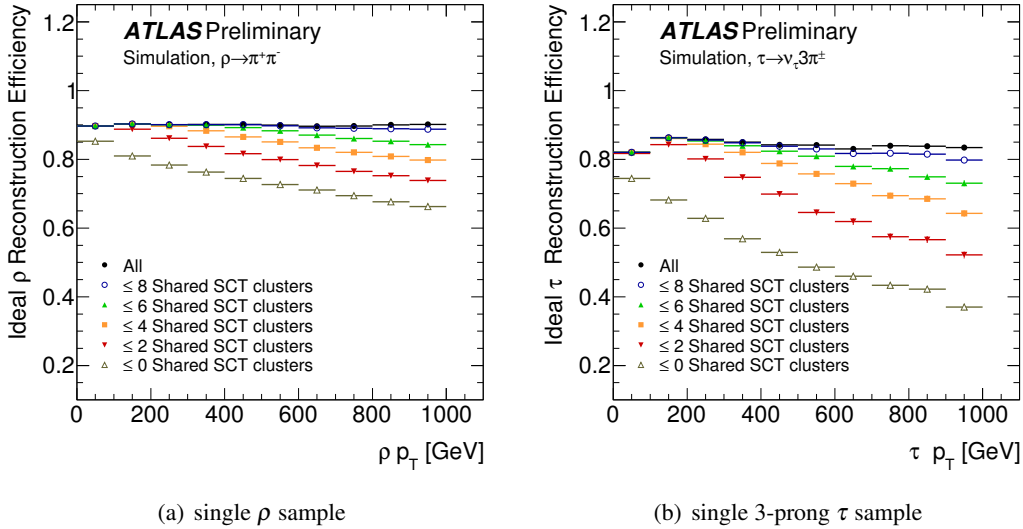 ATLAS Preliminary
Simulation, ρ→π⁺π⁻
Ideal ρ Reconstruction Efficiency
1.2
1
0.8
0.6
0.4
0.2
All
≤ 8 Shared SCT clusters
≤ 6 Shared SCT clusters
≤ 4 Shared SCT clusters
≤ 2 Shared SCT clusters
≤ 0 Shared SCT clusters
0 200 400 600 800 1000
ρ p_T [GeV]
(a) single ρ sample
ATLAS Preliminary
Simulation, τ→ν_τ3π^±
Ideal τ Reconstruction Efficiency
1.2
1
0.8
0.6
0.4
0.2
All
≤ 8 Shared SCT clusters
≤ 6 Shared SCT clusters
≤ 4 Shared SCT clusters
≤ 2 Shared SCT clusters
≤ 0 Shared SCT clusters
0 200 400 600 800 1000
τ p_T [GeV]
(b) single 3-prong τ sample